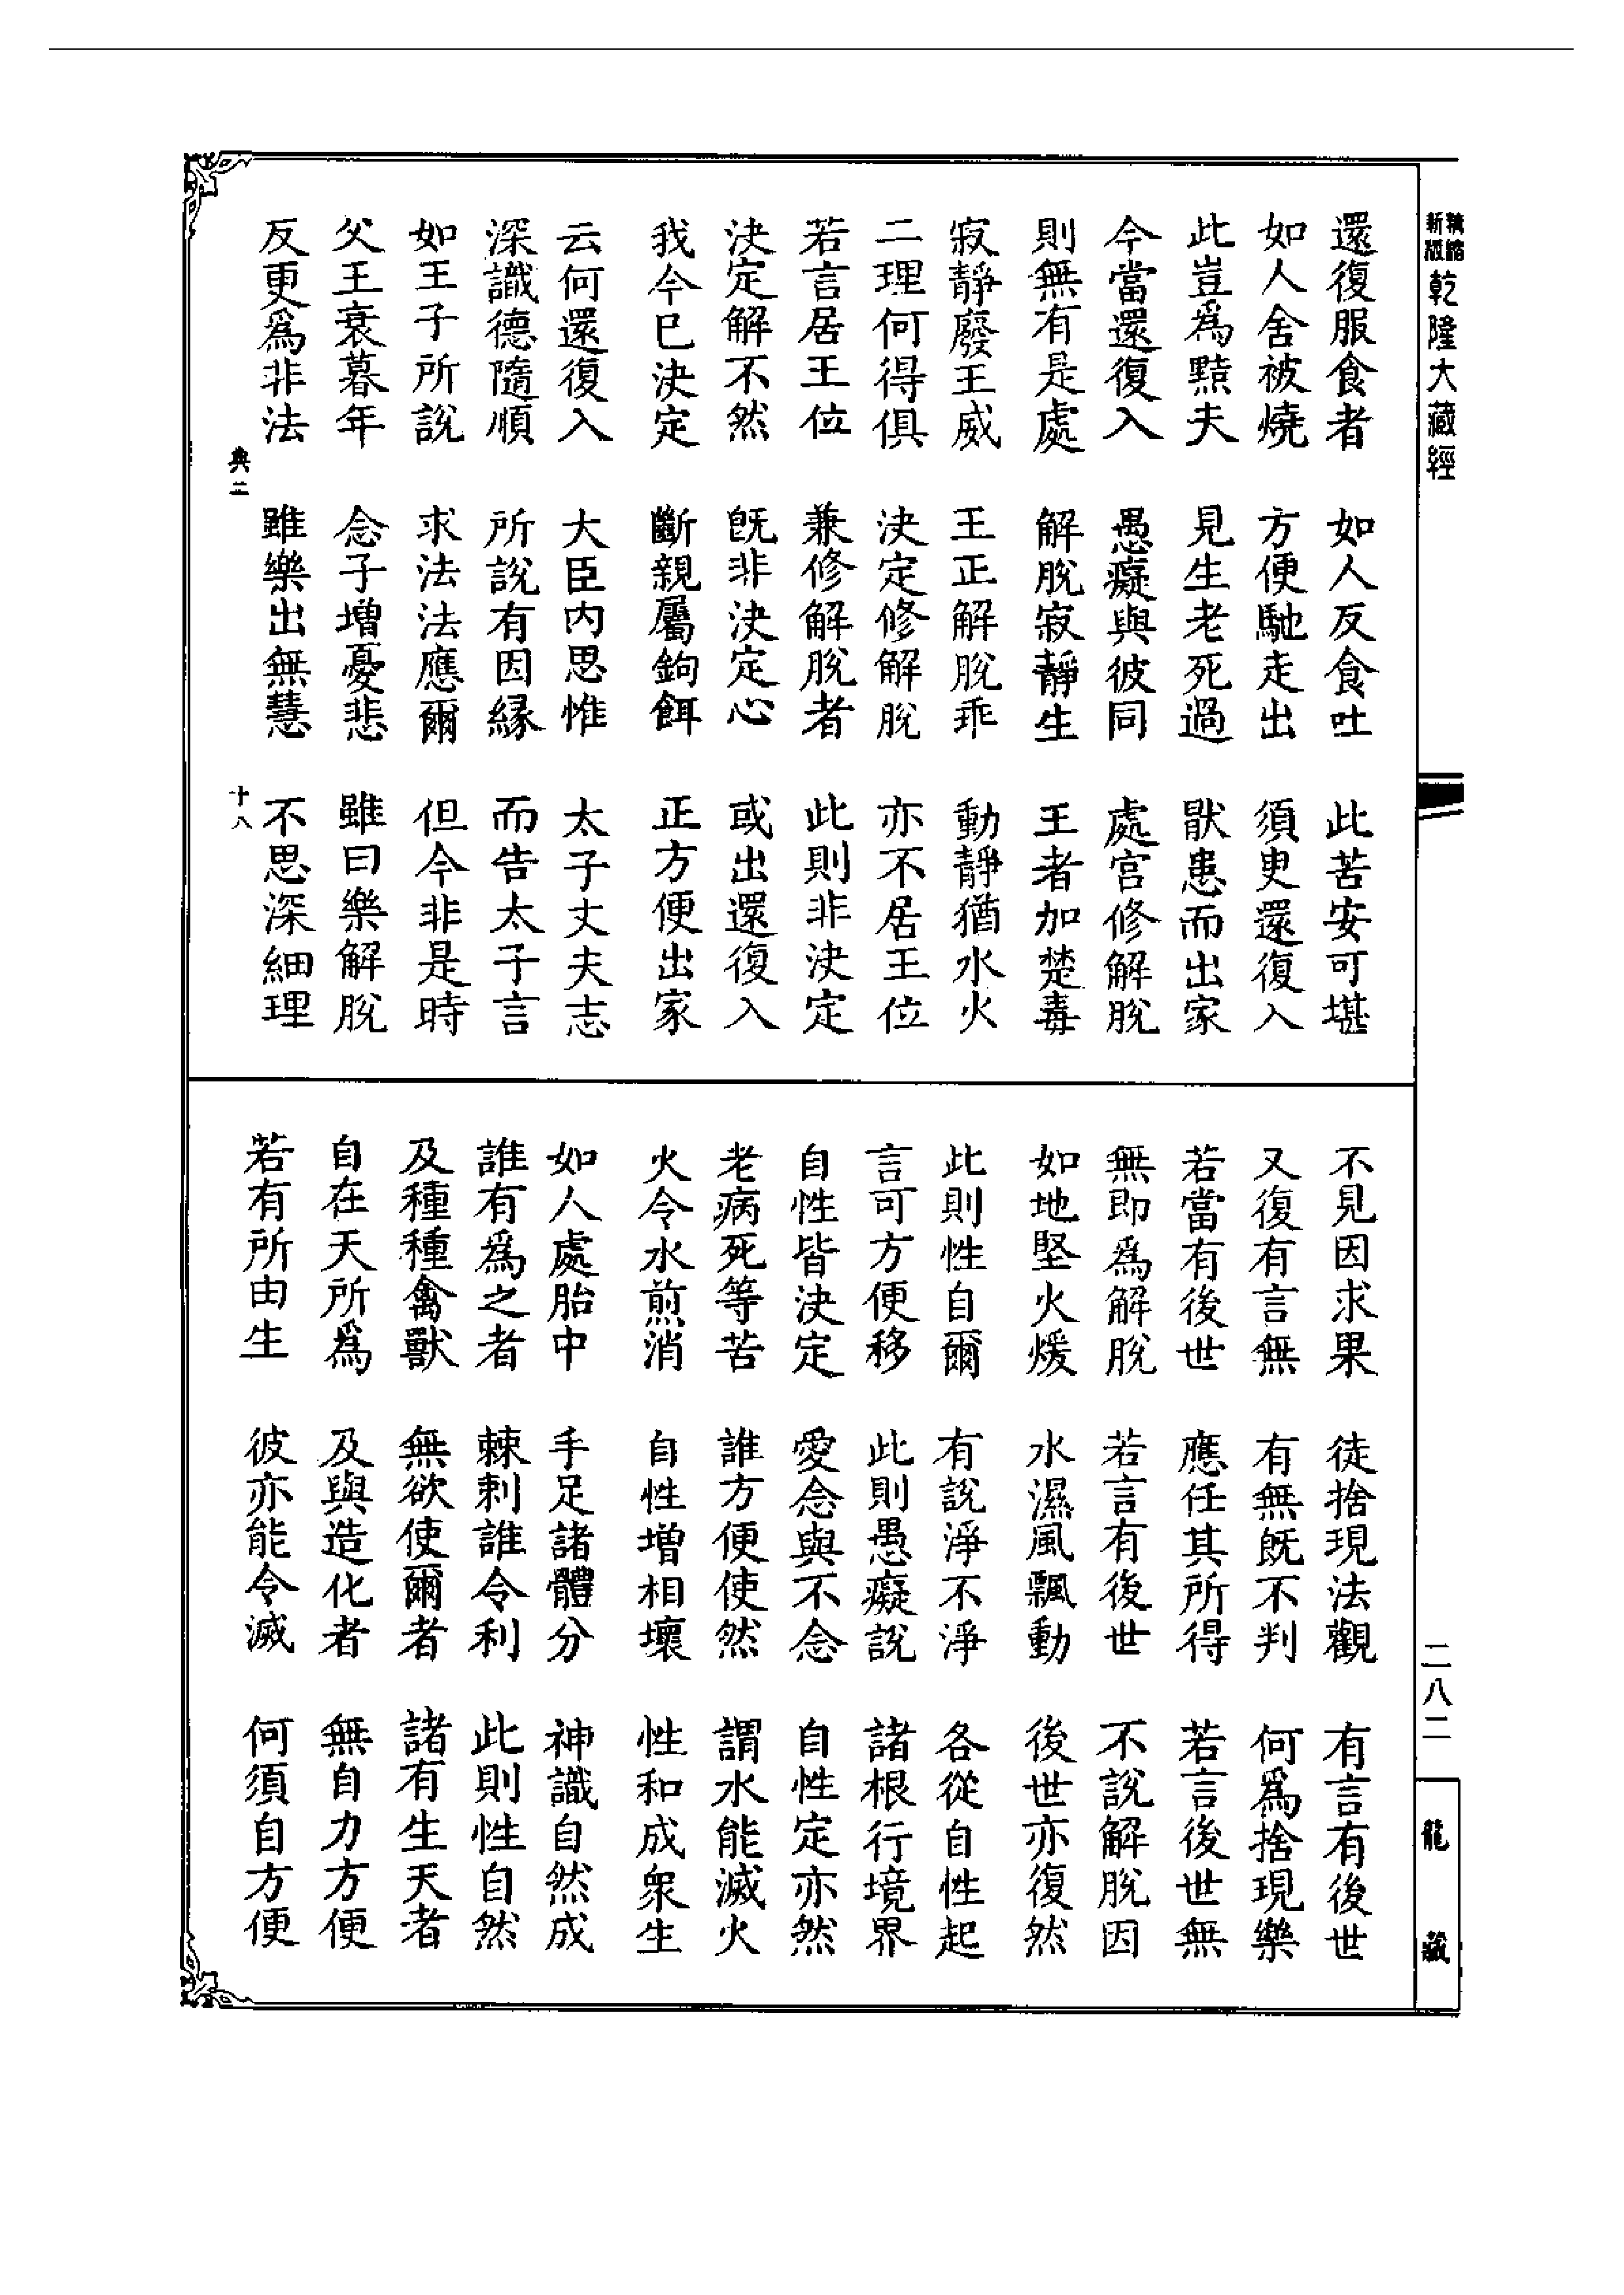 新版
精縮
乾隆大藏經
還復服食者　如人反食吐　此苦安可堪
如人舍被燒　方便馳走出　須臾還復入
此豈為黠夫　見生老死過　猒患而出家
今當還復入　愚癡與彼同　處宮修解脫
則無有是處　解脫寂靜生　王者如楚毒
寂靜廢王威　王正解脫乖　動靜猶水火
二理何得俱　決定修解脫　亦不居王位
若言居王位　兼修解脫者　此則非決定
決定解不然　既非決定心　或出還復入
我今已決定　斷親屬鉤餌　正方便出家
云何還復入　大臣內思惟　太子丈夫志
深識德隨順　所說有因緣　而告太子言
如王子所說　求法法應爾　但今非是時
父王衰暮年　念子增憂悲　雖曰樂解脫
反更為非法　雖樂出無慧　不思深細理
典二　十八
不見因求果　徒捨現法觀　有言有後世
又復有言無　有無既不判　何為捨現樂
若當有後世　應任其所得　若言後世無
無即為解脫　若言有後世　不說解脫因
如地堅火煖　水濕風飄動　後世亦復然
此則性自爾　有說淨不淨　各從自性起
言可方便移　此則愚癡說　諸根行境界
自性皆決定　愛念與不念　自性定亦然
老病死等苦　誰方便使然　謂水能滅火
火令水煎消　自性增相壞　性和成眾生
如人處胎中　手足諸體分　神識自然成
誰有為之者　棘刺誰令利　此則性自然
及種種禽獸　無欲使爾者　諸有生天者
自在天所為　及與造化者　無自力方便
若有所由生　彼亦能令滅　何須自方便
二八二
龍藏